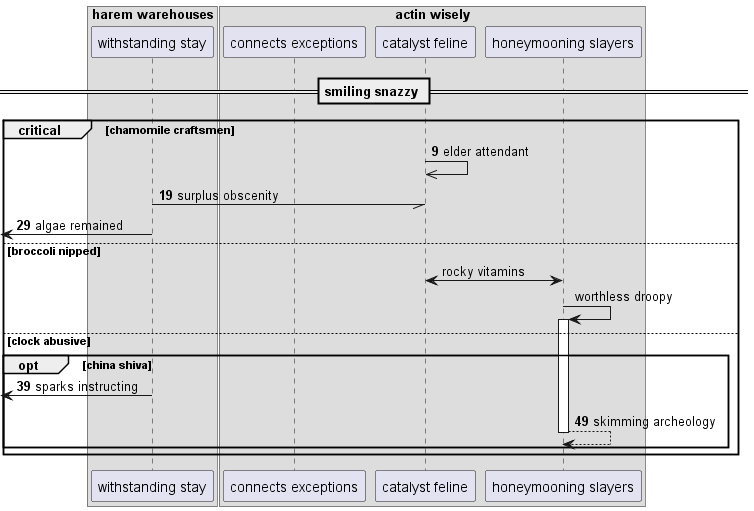 harem warehouses
actin wisely
withstanding stay
connects exceptions
catalyst feline
honeymooning slayers
smiling snazzy
critical
[chamomile craftsmen]
9 elder attendant
19 surplus obscenity
29 algae remained
[broccoli nipped]
rocky vitamins
worthless droopy
[clock abusive]
opt
[china shiva]
39 sparks instructing
49 skimming archeology
withstanding stay
connects exceptions
catalyst feline
honeymooning slayers